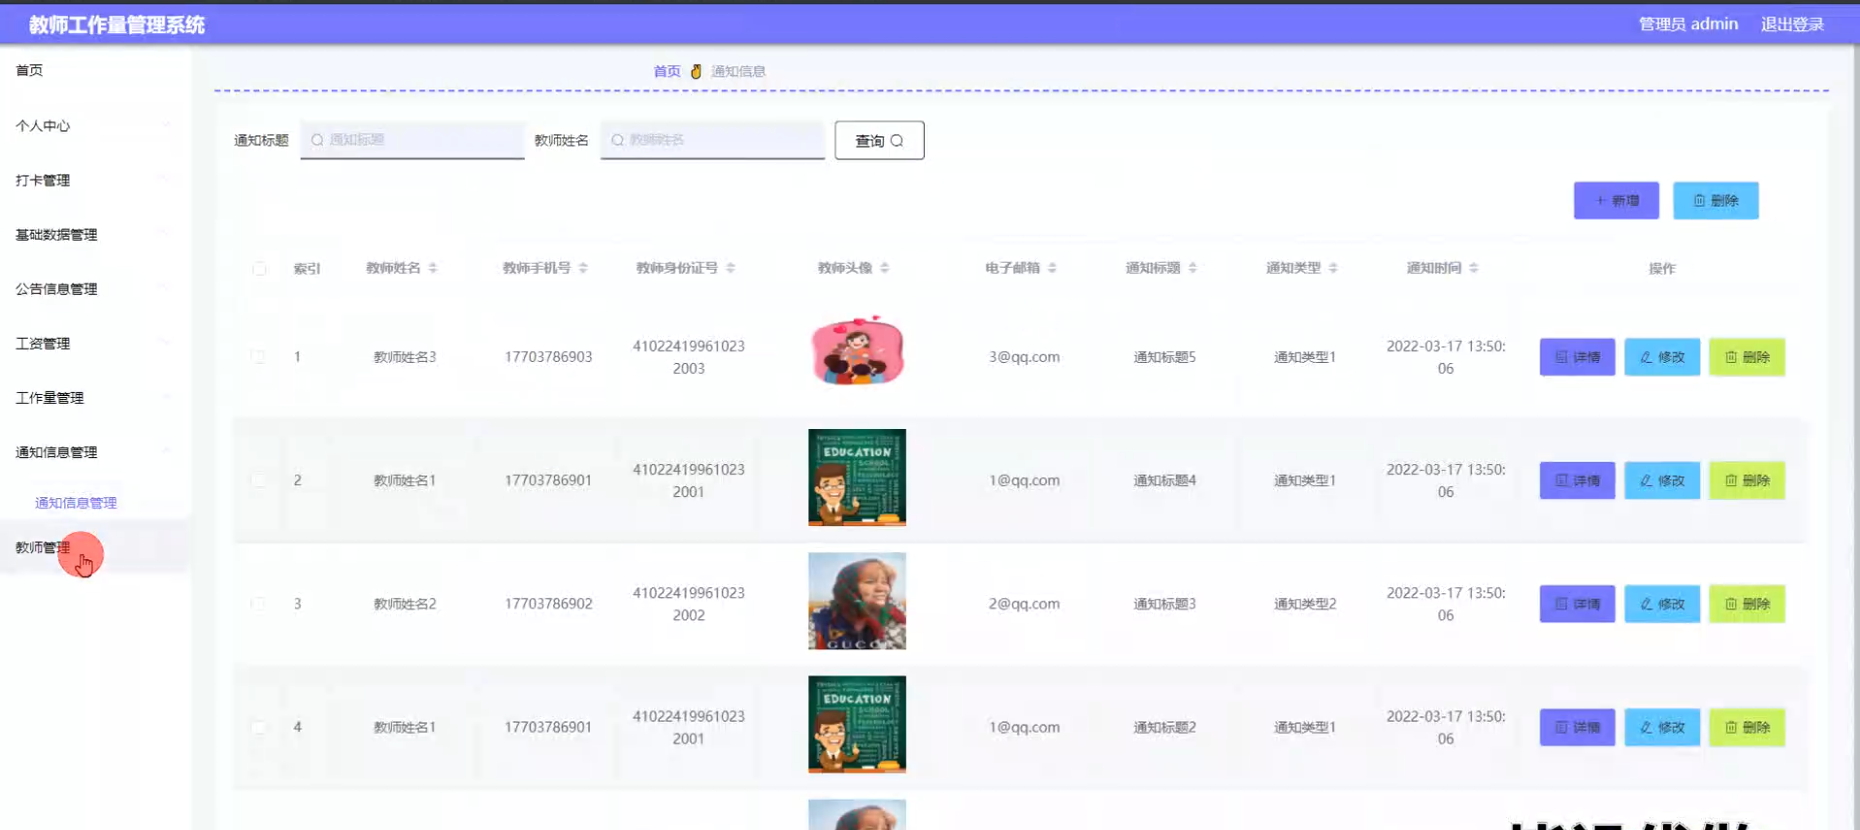 教师工作量管理系统
管理员 admin 退出登录
首页
个人中心
打卡管理
基础数据管理
公告信息管理
工资管理
工作量管理
通知信息管理
通知信息管理
教师管理
首页 通知信息
通知标题 通知标题 教师姓名 教师姓名 查询
+ 新增 删除
索引 教师姓名 教师手机号 教师身份证号 教师头像 电子邮箱 通知标题 通知类型 通知时间 操作
1 教师姓名3 17703786903 41022419961023
2003 3@qq.com 通知标题5 通知类型1 2022-03-17 13:50:
06 详情 修改 删除
EDUCATION
SCHOOL
2 教师姓名1 17703786901 41022419961023
2001 1@qq.com 通知标题4 通知类型1 2022-03-17 13:50:
06 详情 修改 删除
3 教师姓名2 17703786902 41022419961023
2002 2@qq.com 通知标题3 通知类型2 2022-03-17 13:50:
06 详情 修改 删除
GUCCI
EDUCATION
SCHOOL
4 教师姓名1 17703786901 41022419961023
2001 1@qq.com 通知标题2 通知类型1 2022-03-17 13:50:
06 详情 修改 删除